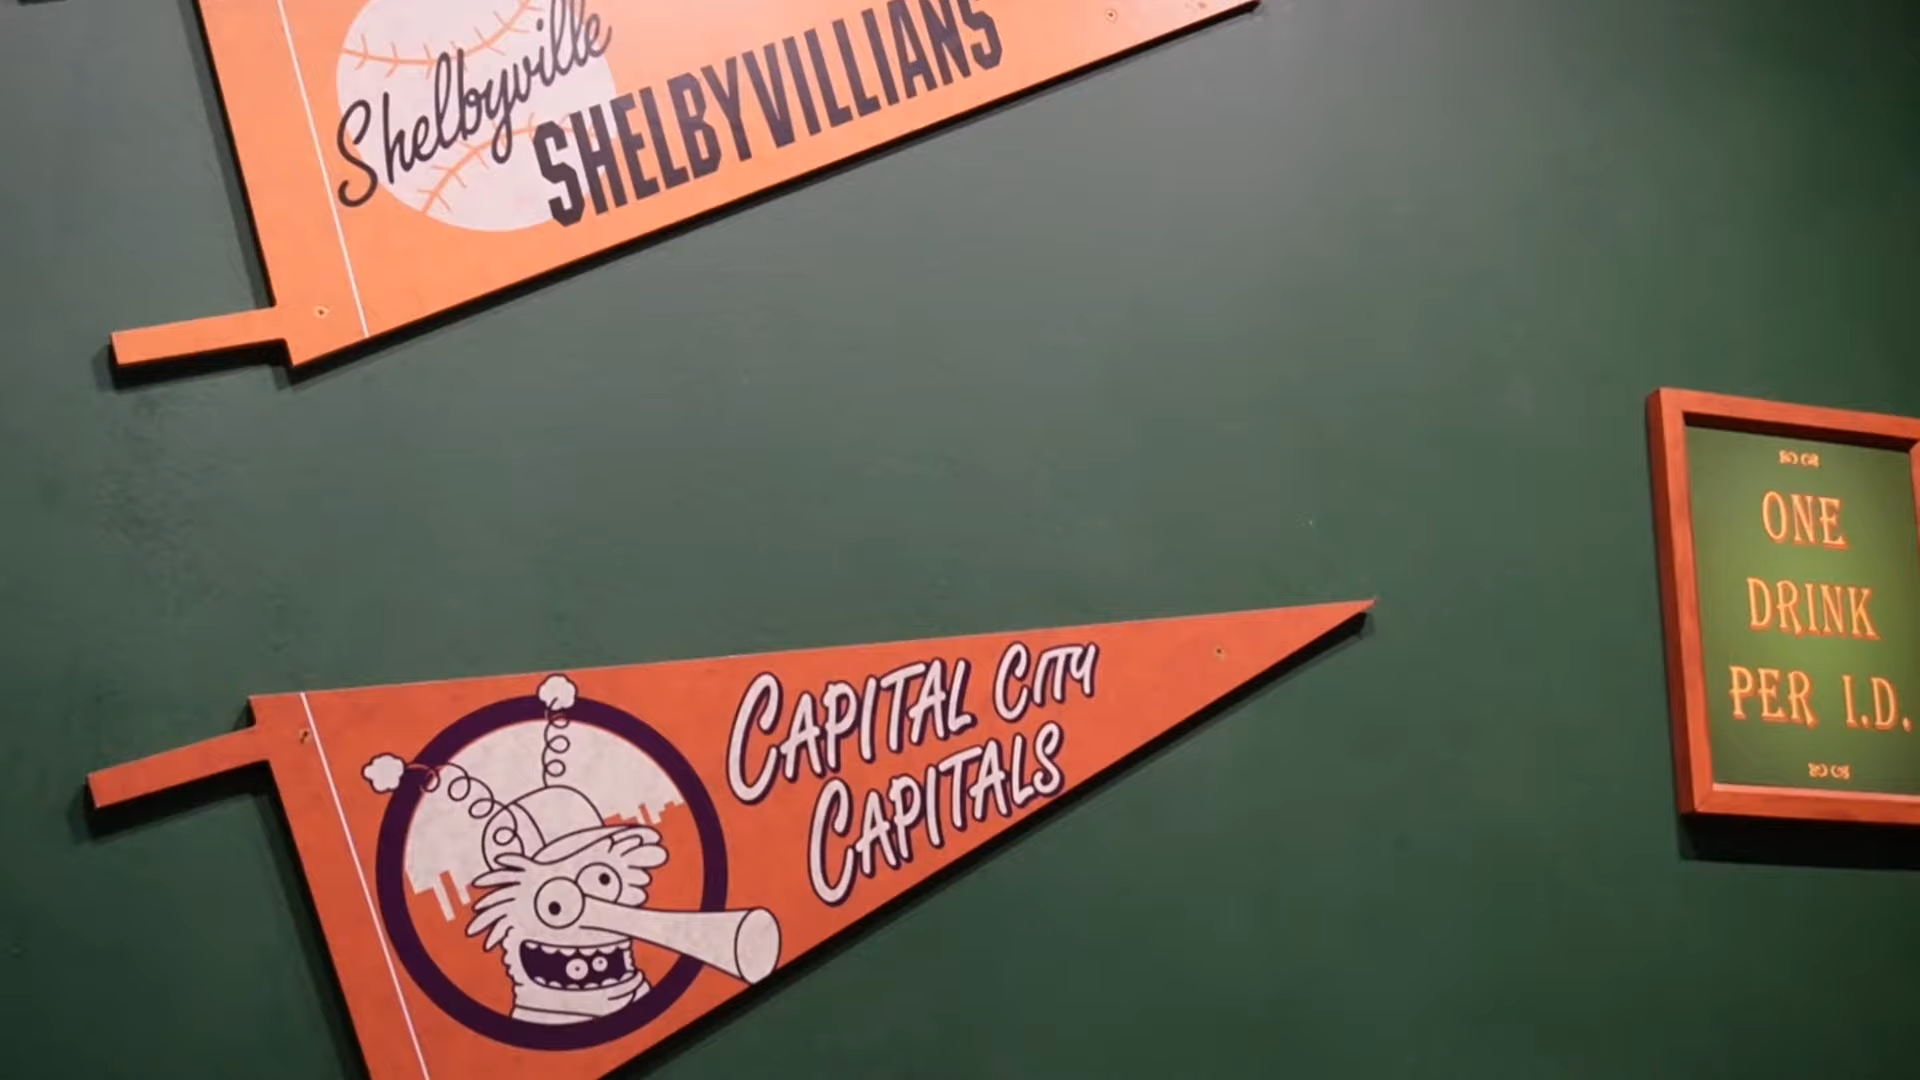 Shelbyville
SHELBYVILLIANS
CAPITAL CITY
CAPITALS
ONE
DRINK
PER I.D.